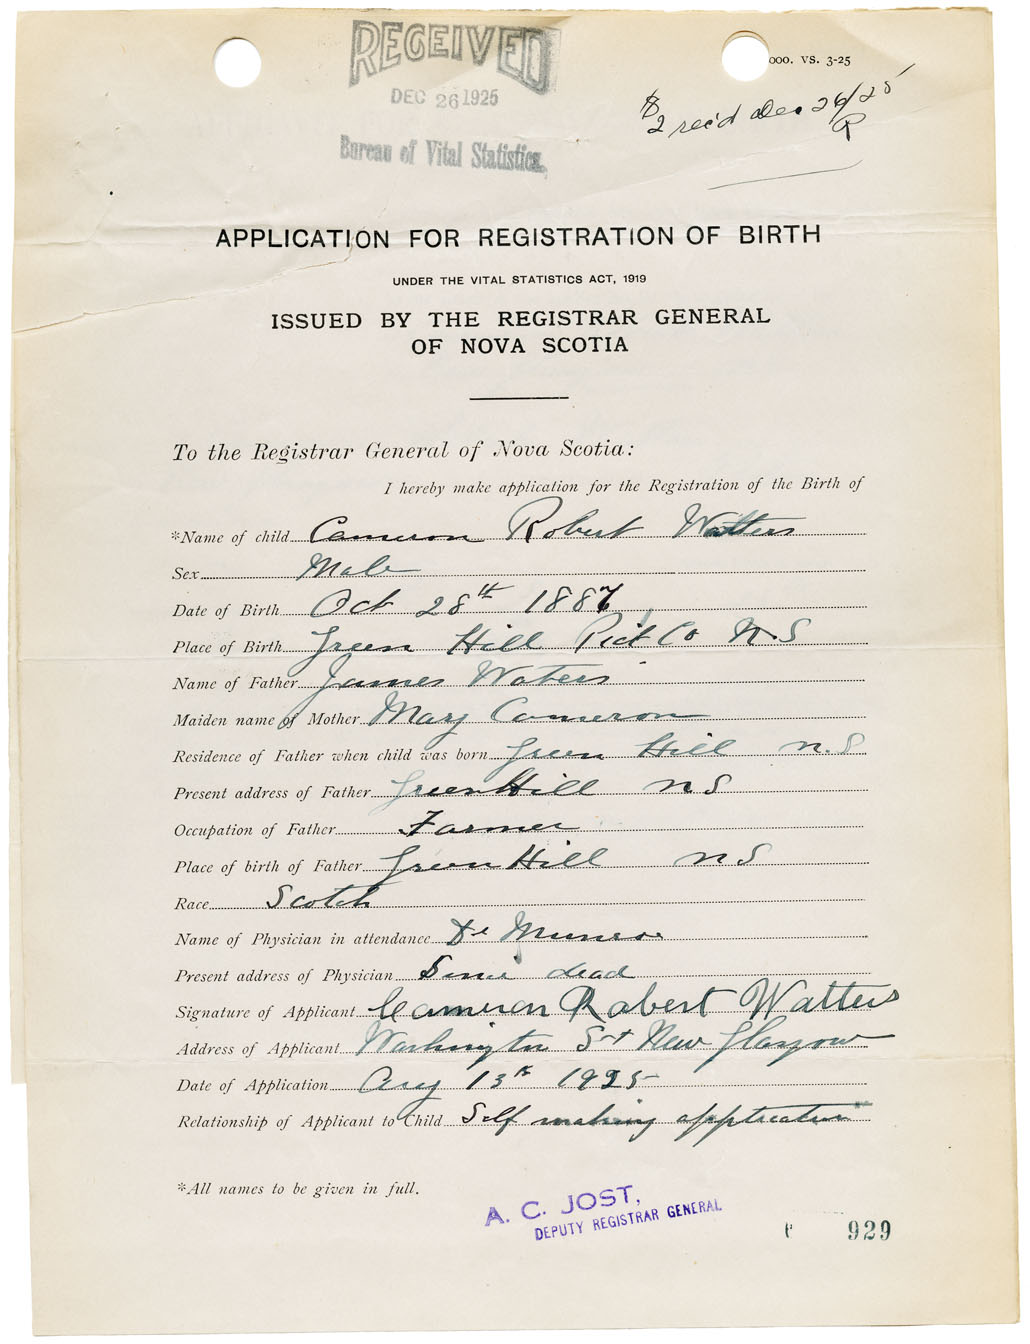 RECEIVED
DEC 26 1925
Bureau of Vital Statistics.
000. VS. 3-25
$2 rec'd Dec 26/25
R
APPLICATION FOR REGISTRATION OF BIRTH
UNDER THE VITAL STATISTICS ACT, 1919
ISSUED BY THE REGISTRAR GENERAL
OF NOVA SCOTIA
To the Registrar General of Nova Scotia:
I hereby make application for the Registration of the Birth of
*Name of child Cameron Robert Watters
Sex Male
Date of Birth Oct 28th 1887
Place of Birth Green Hill Pict Co N.S
Name of Father James Waters
Maiden name of Mother Mary Cameron
Residence of Father when child was born Green Hill N.S
Present address of Father Green Hill N S
Occupation of Father Farmer
Place of birth of Father Green Hill N S
Race Scotch
Name of Physician in attendance Dr Munroe
Present address of Physician dead
Signature of Applicant Cameron Robert Watters
Address of Applicant Washington St New Glasgow
Date of Application Aug 13th 1925
Relationship of Applicant to Child Self making application
*All names to be given in full.
A. C. JOST,
DEPUTY REGISTRAR GENERAL
929